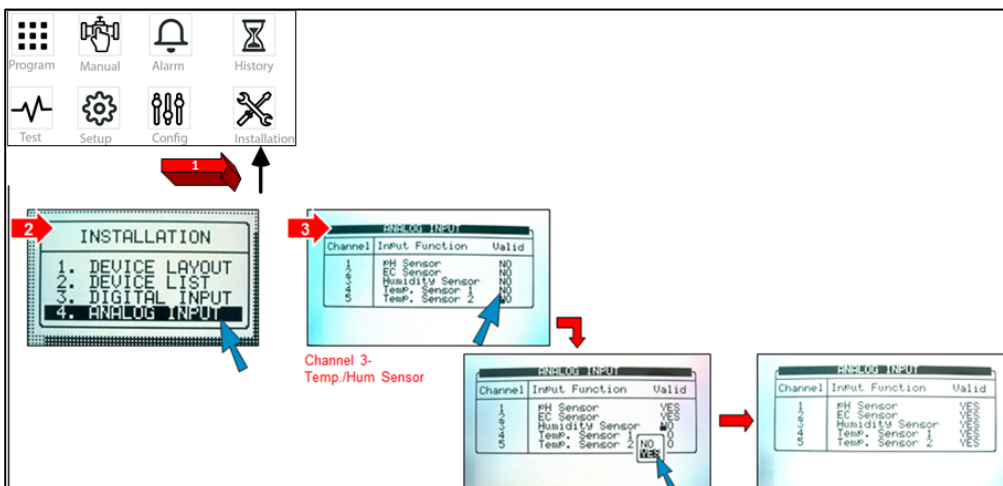 Program Manual Alarm History
Test Setup Config Installation
1
2
INSTALLATION
1. DEVICE LAYOUT
2. DEVICE LIST
3. DIGITAL INPUT
4. ANALOG INPUT
3
ANALOG INPUT
Channel Input Function Valid
1 pH Sensor NO
2 EC Sensor NO
3 Humidity Sensor NO
4 Temp. Sensor 1 NO
5 Temp. Sensor 2 NO
Channel 3-
Temp./Hum Sensor
ANALOG INPUT
Channel Input Function Valid
1 pH Sensor YES
2 EC Sensor YES
3 Humidity Sensor NO
4 Temp. Sensor 1 O
5 Temp. Sensor 2 O
NO
YES
ANALOG INPUT
Channel Input Function Valid
1 pH Sensor YES
2 EC Sensor YES
3 Humidity Sensor YES
4 Temp. Sensor 1 YES
5 Temp. Sensor 2 YES